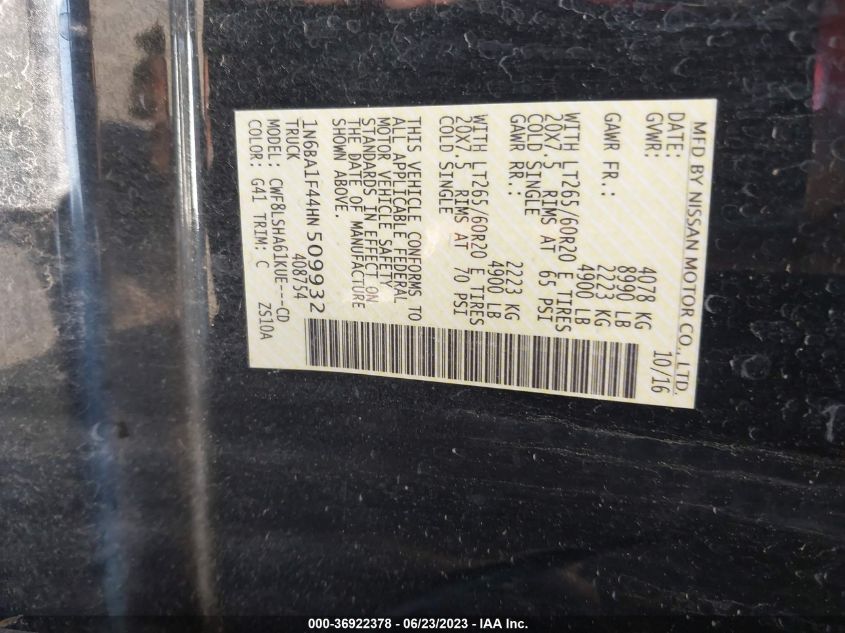 MFD BY NISSAN MOTOR CO., LTD.
DATE: 10/16
GVWR: 4078 KG
8990 LB
GAWR FR.: 2223 KG
4900 LB
WITH LT265/60R20 E TIRES
20X7.5 RIMS AT 65 PSI
COLD SINGLE
GAWR RR.: 2223 KG
4900 LB
WITH LT265/60R20 E TIRES
20X7.5 RIMS AT 70 PSI
COLD SINGLE
THIS VEHICLE CONFORMS TO
ALL APPLICABLE FEDERAL
MOTOR VEHICLE SAFETY
STANDARDS IN EFFECT ON
THE DATE OF MANUFACTURE
SHOWN ABOVE.
1N6BA1F44HN509932
TRUCK 408754
MODEL: CWF8LSHA61KUE---CD
COLOR: G41 TRIM: C ZS10A
000-36922378 - 06/23/2023 - IAA Inc.